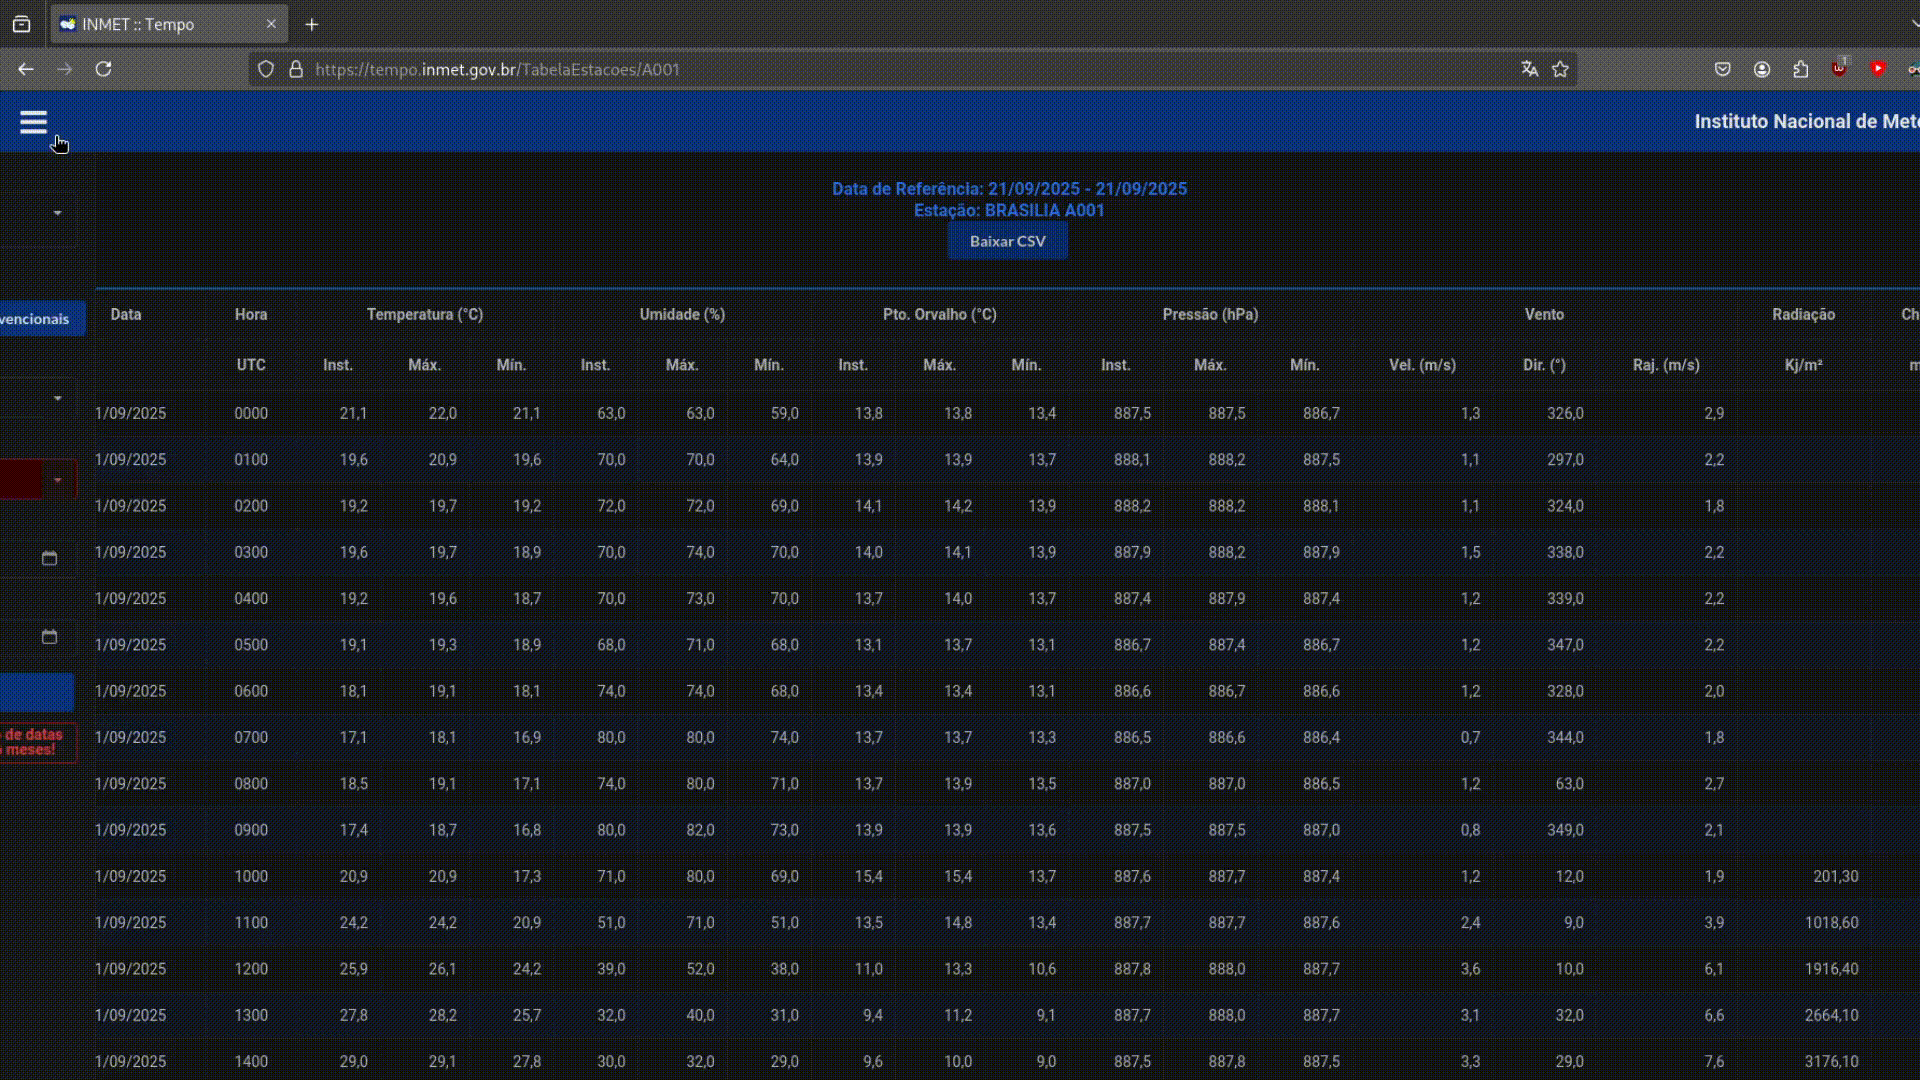 INMET :: Tempo
https://tempo.inmet.gov.br/TabelaEstacoes/A001
1
Instituto Nacional de Mete
Data de Referência: 21/09/2025 - 21/09/2025
Estação: BRASILIA A001
Baixar CSV
vencionais
de datas
meses!
Data Hora Temperatura (°C) Umidade (%) Pto. Orvalho (°C) Pressão (hPa) Vento Radiação Ch
UTC Inst. Máx. Mín. Inst. Máx. Mín. Inst. Máx. Mín. Inst. Máx. Mín. Vel. (m/s) Dir. (°) Raj. (m/s) Kj/m² m
1/09/2025 0000 21,1 22,0 21,1 63,0 63,0 59,0 13,8 13,8 13,4 887,5 887,5 886,7 1,3 326,0 2,9
1/09/2025 0100 19,6 20,9 19,6 70,0 70,0 64,0 13,9 13,9 13,7 888,1 888,2 887,5 1,1 297,0 2,2
1/09/2025 0200 19,2 19,7 19,2 72,0 72,0 69,0 14,1 14,2 13,9 888,2 888,2 888,1 1,1 324,0 1,8
1/09/2025 0300 19,6 19,7 18,9 70,0 74,0 70,0 14,0 14,1 13,9 887,9 888,2 887,9 1,5 338,0 2,2
1/09/2025 0400 19,2 19,6 18,7 70,0 73,0 70,0 13,7 14,0 13,7 887,4 887,9 887,4 1,2 339,0 2,2
1/09/2025 0500 19,1 19,3 18,9 68,0 71,0 68,0 13,1 13,7 13,1 886,7 887,4 886,7 1,2 347,0 2,2
1/09/2025 0600 18,1 19,1 18,1 74,0 74,0 68,0 13,4 13,4 13,1 886,6 886,7 886,6 1,2 328,0 2,0
1/09/2025 0700 17,1 18,1 16,9 80,0 80,0 74,0 13,7 13,7 13,3 886,5 886,6 886,4 0,7 344,0 1,8
1/09/2025 0800 18,5 19,1 17,1 74,0 80,0 71,0 13,7 13,9 13,5 887,0 887,0 886,5 1,2 63,0 2,7
1/09/2025 0900 17,4 18,7 16,8 80,0 82,0 73,0 13,9 13,9 13,6 887,5 887,5 887,0 0,8 349,0 2,1
1/09/2025 1000 20,9 20,9 17,3 71,0 80,0 69,0 15,4 15,4 13,7 887,6 887,7 887,4 1,2 12,0 1,9 201,30
1/09/2025 1100 24,2 24,2 20,9 51,0 71,0 51,0 13,5 14,8 13,4 887,7 887,7 887,6 2,4 9,0 3,9 1018,60
1/09/2025 1200 25,9 26,1 24,2 39,0 52,0 38,0 11,0 13,3 10,6 887,8 888,0 887,7 3,6 10,0 6,1 1916,40
1/09/2025 1300 27,8 28,2 25,7 32,0 40,0 31,0 9,4 11,2 9,1 887,7 888,0 887,7 3,1 32,0 6,6 2664,10
1/09/2025 1400 29,0 29,1 27,8 30,0 32,0 29,0 9,6 10,0 9,0 887,5 887,8 887,5 3,3 29,0 7,6 3176,10